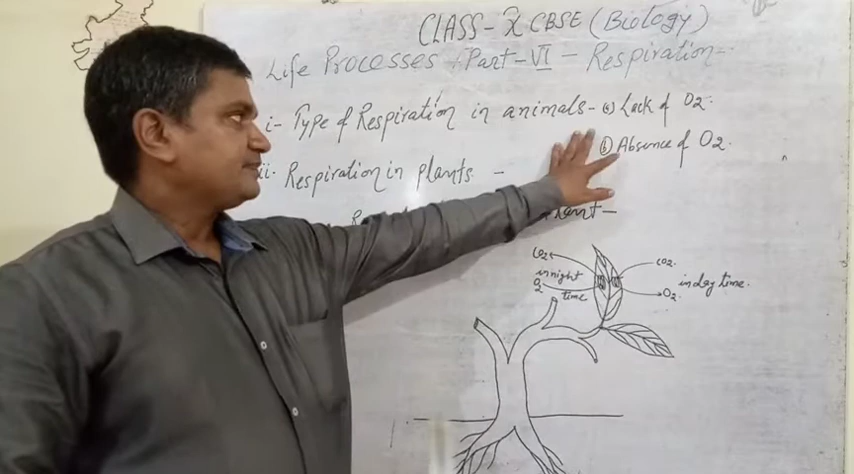 CLASS-X CBSE (Biology)
Life Processes Part-VI - Respiration-
i- Type of Respiration in animals- (a) Lack of O2.
(b) Absence of O2.
ii. Respiration in plants -
CO2
in night
O2
time
CO2.
in day time.
O2.